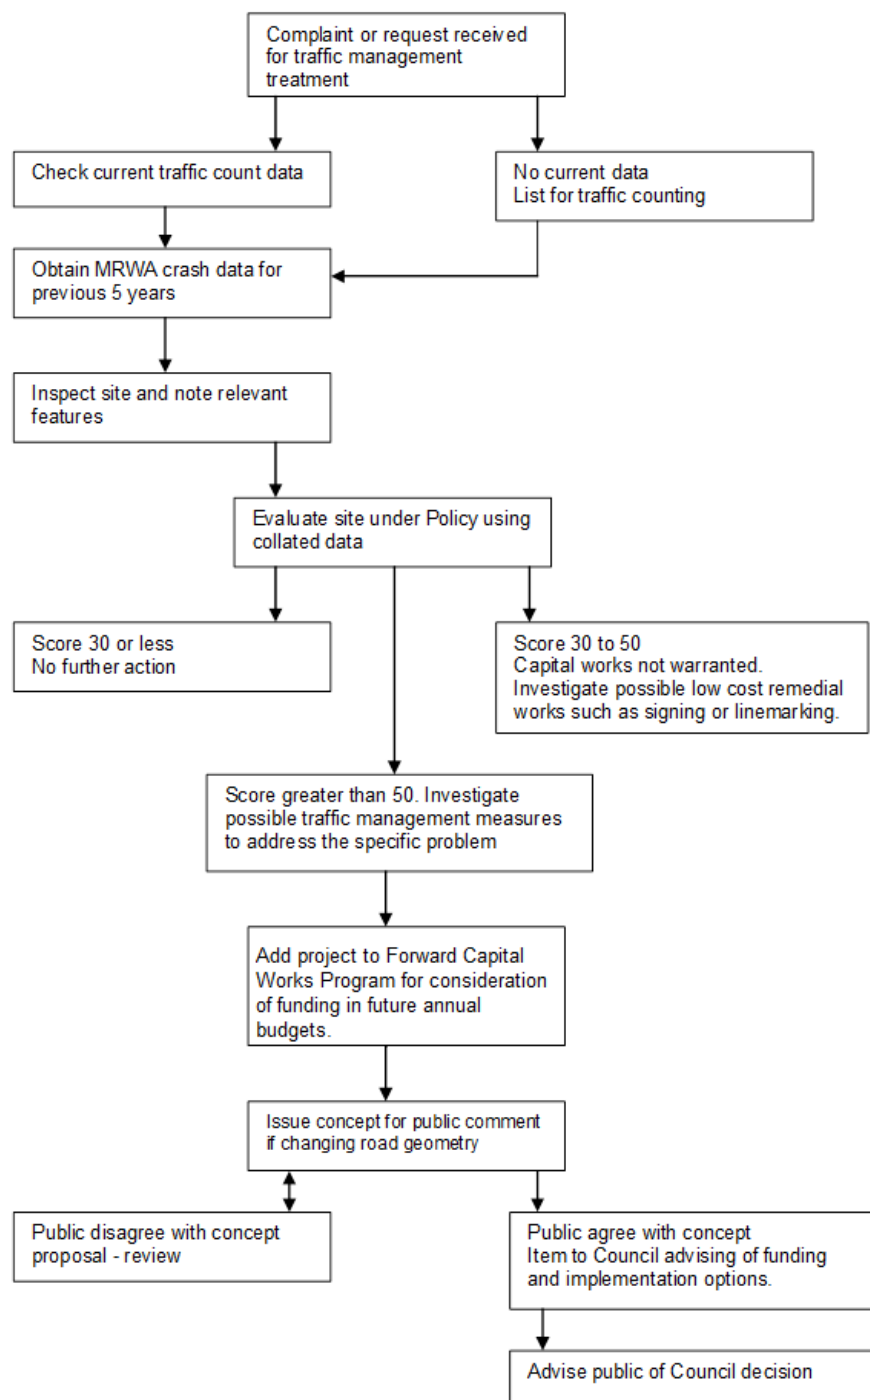 Complaint or request received
for traffic management
treatment
Check current traffic count data
No current data
List for traffic counting
Obtain MRWA crash data for
previous 5 years
Inspect site and note relevant
features
Evaluate site under Policy using
collated data
Score 30 or less
No further action
Score 30 to 50
Capital works not warranted.
Investigate possible low cost remedial
works such as signing or linemarking.
Score greater than 50. Investigate
possible traffic management measures
to address the specific problem
Add project to Forward Capital
Works Program for consideration
of funding in future annual
budgets.
Issue concept for public comment
if changing road geometry
Public disagree with concept
proposal - review
Public agree with concept
Item to Council advising of funding
and implementation options.
Advise public of Council decision